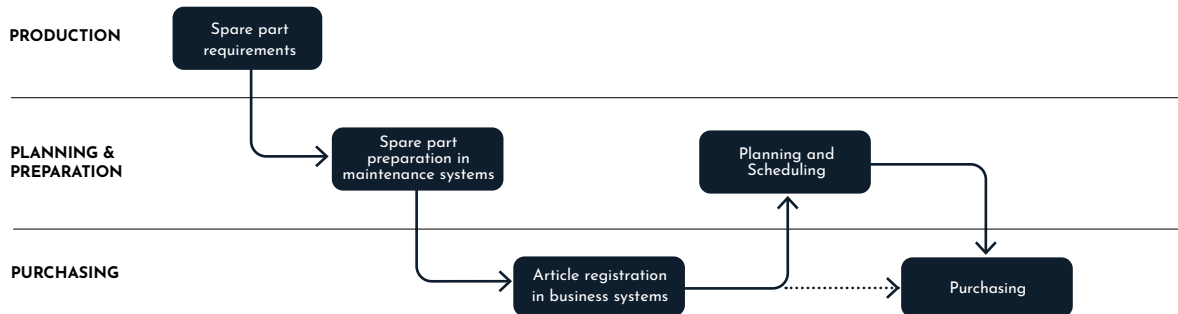 PRODUCTION
Spare part
requirements
PLANNING &
PREPARATION
Spare part
preparation in
maintenance systems
Planning and
Scheduling
PURCHASING
Article registration
in business systems
Purchasing